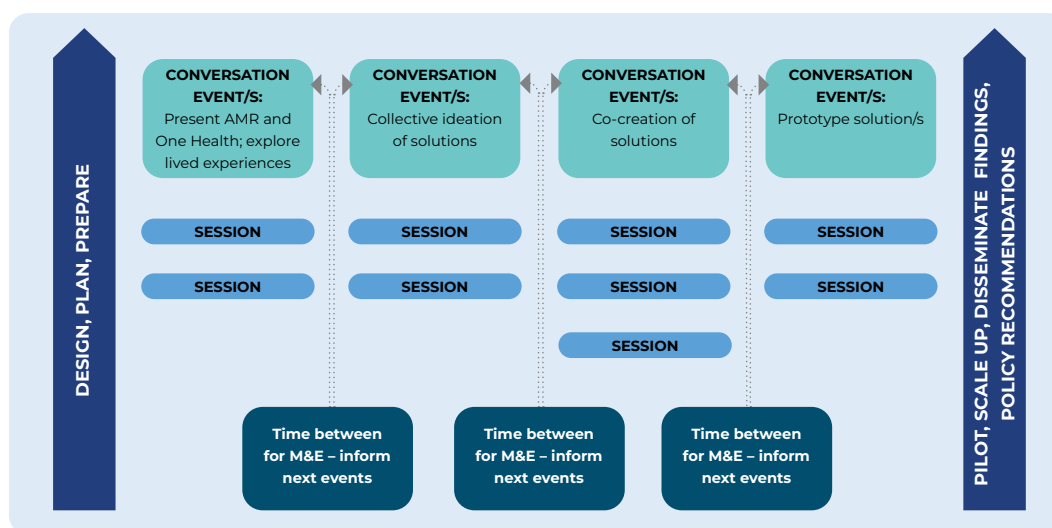 DESIGN, PLAN, PREPARE
CONVERSATION
EVENT/S:
Present AMR and
One Health; explore
lived experiences
SESSION
SESSION
CONVERSATION
EVENT/S:
Collective ideation
of solutions
SESSION
SESSION
CONVERSATION
EVENT/S:
Co-creation of
solutions
SESSION
SESSION
SESSION
CONVERSATION
EVENT/S:
Prototype solution/s
SESSION
SESSION
Time between
for M&E – inform
next events
Time between
for M&E – inform
next events
Time between
for M&E – inform
next events
PILOT, SCALE UP, DISSEMINATE FINDINGS,
POLICY RECOMMENDATIONS